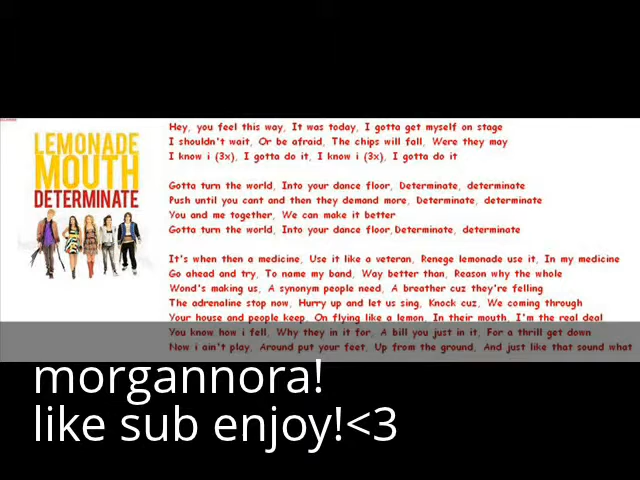 LEMONADE
MOUTH
DETERMINATE
Hey, you feel this way, It was today, I gotta get myself on stage
I shouldn't wait, Or be afraid, The chips will fall, Were they may
I know i (3x), I gotta do it, I know i (3x), I gotta do it
Gotta turn the world, Into your dance floor, Determinate, determinate
Push until you cant and then they demand more, Determinate, determinate
You and me together, We can make it better
Gotta turn the world, Into your dance floor,Determinate, determinate
It's when then a medicine, Use it like a veteran, Renege lemonade use it, In my medicine
Go ahead and try, To name my band, Way better than, Reason why the whole
Wond's making us, A synonym people need, A breather cuz they're felling
The adrenaline stop now, Hurry up and let us sing, Knock cuz, We coming through
Your house and people keep, On flying like a lemon, In their mouth, I'm the real deal
You know how i fell, Why they in it for, A bill you just in it, For a thrill get down
Now i ain't play, Around put your feet, Up from the ground, And just like that sound what
morgannora!
like sub enjoy!<3